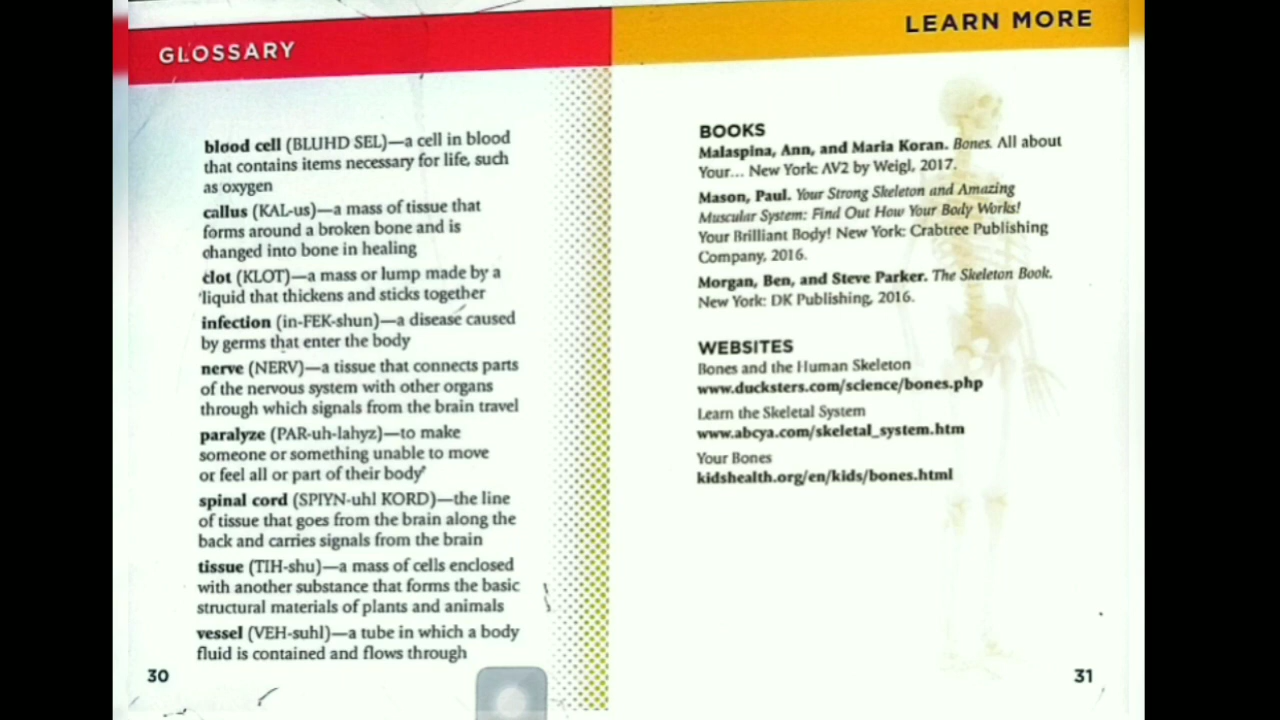 GLOSSARY
blood cell (BLUHD SEL)—a cell in blood
that contains items necessary for life, such
as oxygen
callus (KAL-us)—a mass of tissue that
forms around a broken bone and is
changed into bone in healing
clot (KLOT)—a mass or lump made by a
liquid that thickens and sticks together
infection (in-FEK-shun)—a disease caused
by germs that enter the body
nerve (NERV)—a tissue that connects parts
of the nervous system with other organs
through which signals from the brain travel
paralyze (PAR-uh-lahyz)—to make
someone or something unable to move
or feel all or part of their body
spinal cord (SPIYN-uhl KORD)—the line
of tissue that goes from the brain along the
back and carries signals from the brain
tissue (TIH-shu)—a mass of cells enclosed
with another substance that forms the basic
structural materials of plants and animals
vessel (VEH-suhl)—a tube in which a body
fluid is contained and flows through
30
LEARN MORE
BOOKS
Malaspina, Ann, and Maria Koran. Bones. All about
Your... New York: AV2 by Weigl, 2017.
Mason, Paul. Your Strong Skeleton and Amazing
Muscular System: Find Out How Your Body Works!
Your Brilliant Body! New York: Crabtree Publishing
Company, 2016.
Morgan, Ben, and Steve Parker. The Skeleton Book.
New York: DK Publishing, 2016.
WEBSITES
Bones and the Human Skeleton
www.ducksters.com/science/bones.php
Learn the Skeletal System
www.abcya.com/skeletal_system.htm
Your Bones
kidshealth.org/en/kids/bones.html
31